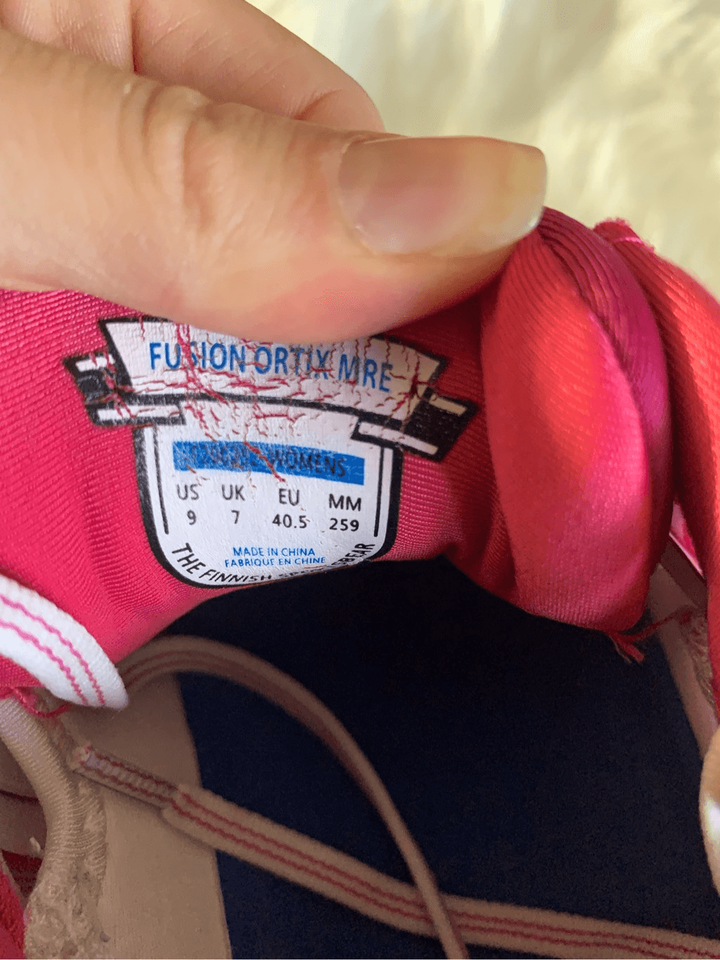 FUSION ORTIX MRE
WOMENS
US UK EU MM
9 7 40.5 259
MADE IN CHINA
FABRIQUE EN CHINE
THE FINNISH